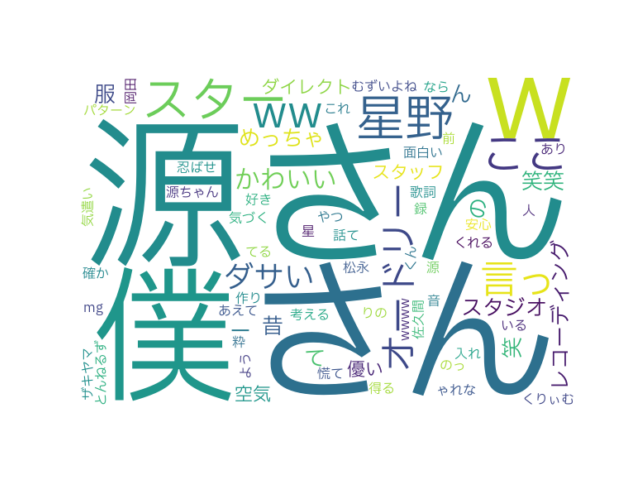 源さん
僕さん
W
スター
ww
星野
ここ
ダイレクト
むずいよね
なら
ん
服
岡田
パターン
めっちゃ
これ
前
面白い
あり
忍ばせ
かわいい
スタッフ
笑笑
源ちゃん
好き
歌詞
の
人
気遣い
気づく
やつ
星
話て
録
安心
くれる
てる
くん
確か
ダサい
松永
源
言っ
オードリー
レコーディング
mg
作り
あえて
昔
考える
りの
wwww
佐久間
音
スタジオ
いる
ー
粋
て
笑
入れ
ザキヤマ
とんねるず
よう
空気
慌て
優い
得る
のっ
ゃれな
くりぃむ